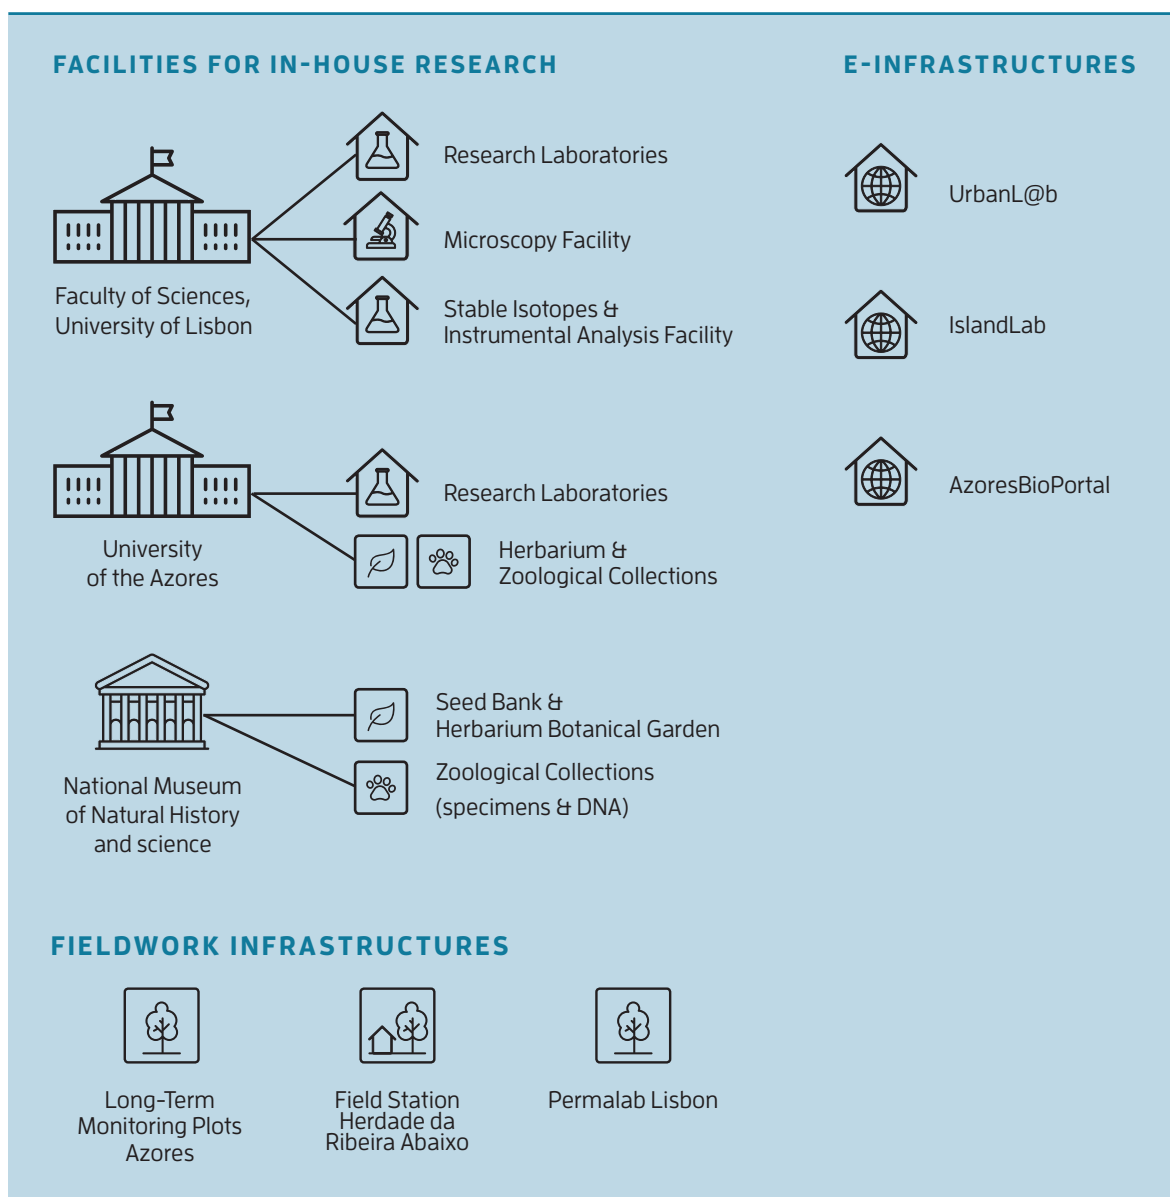 FACILITIES FOR IN-HOUSE RESEARCH
Research Laboratories
Microscopy Facility
Faculty of Sciences,
University of Lisbon
Stable Isotopes &
Instrumental Analysis Facility
Research Laboratories
University
of the Azores
Herbarium &
Zoological Collections
Seed Bank &
Herbarium Botanical Garden
National Museum
of Natural History
and science
Zoological Collections
(specimens & DNA)
E-INFRASTRUCTURES
UrbanL@b
IslandLab
AzoresBioPortal
FIELDWORK INFRASTRUCTURES
Long-Term
Monitoring Plots
Azores
Field Station
Herdade da
Ribeira Abaixo
Permalab Lisbon